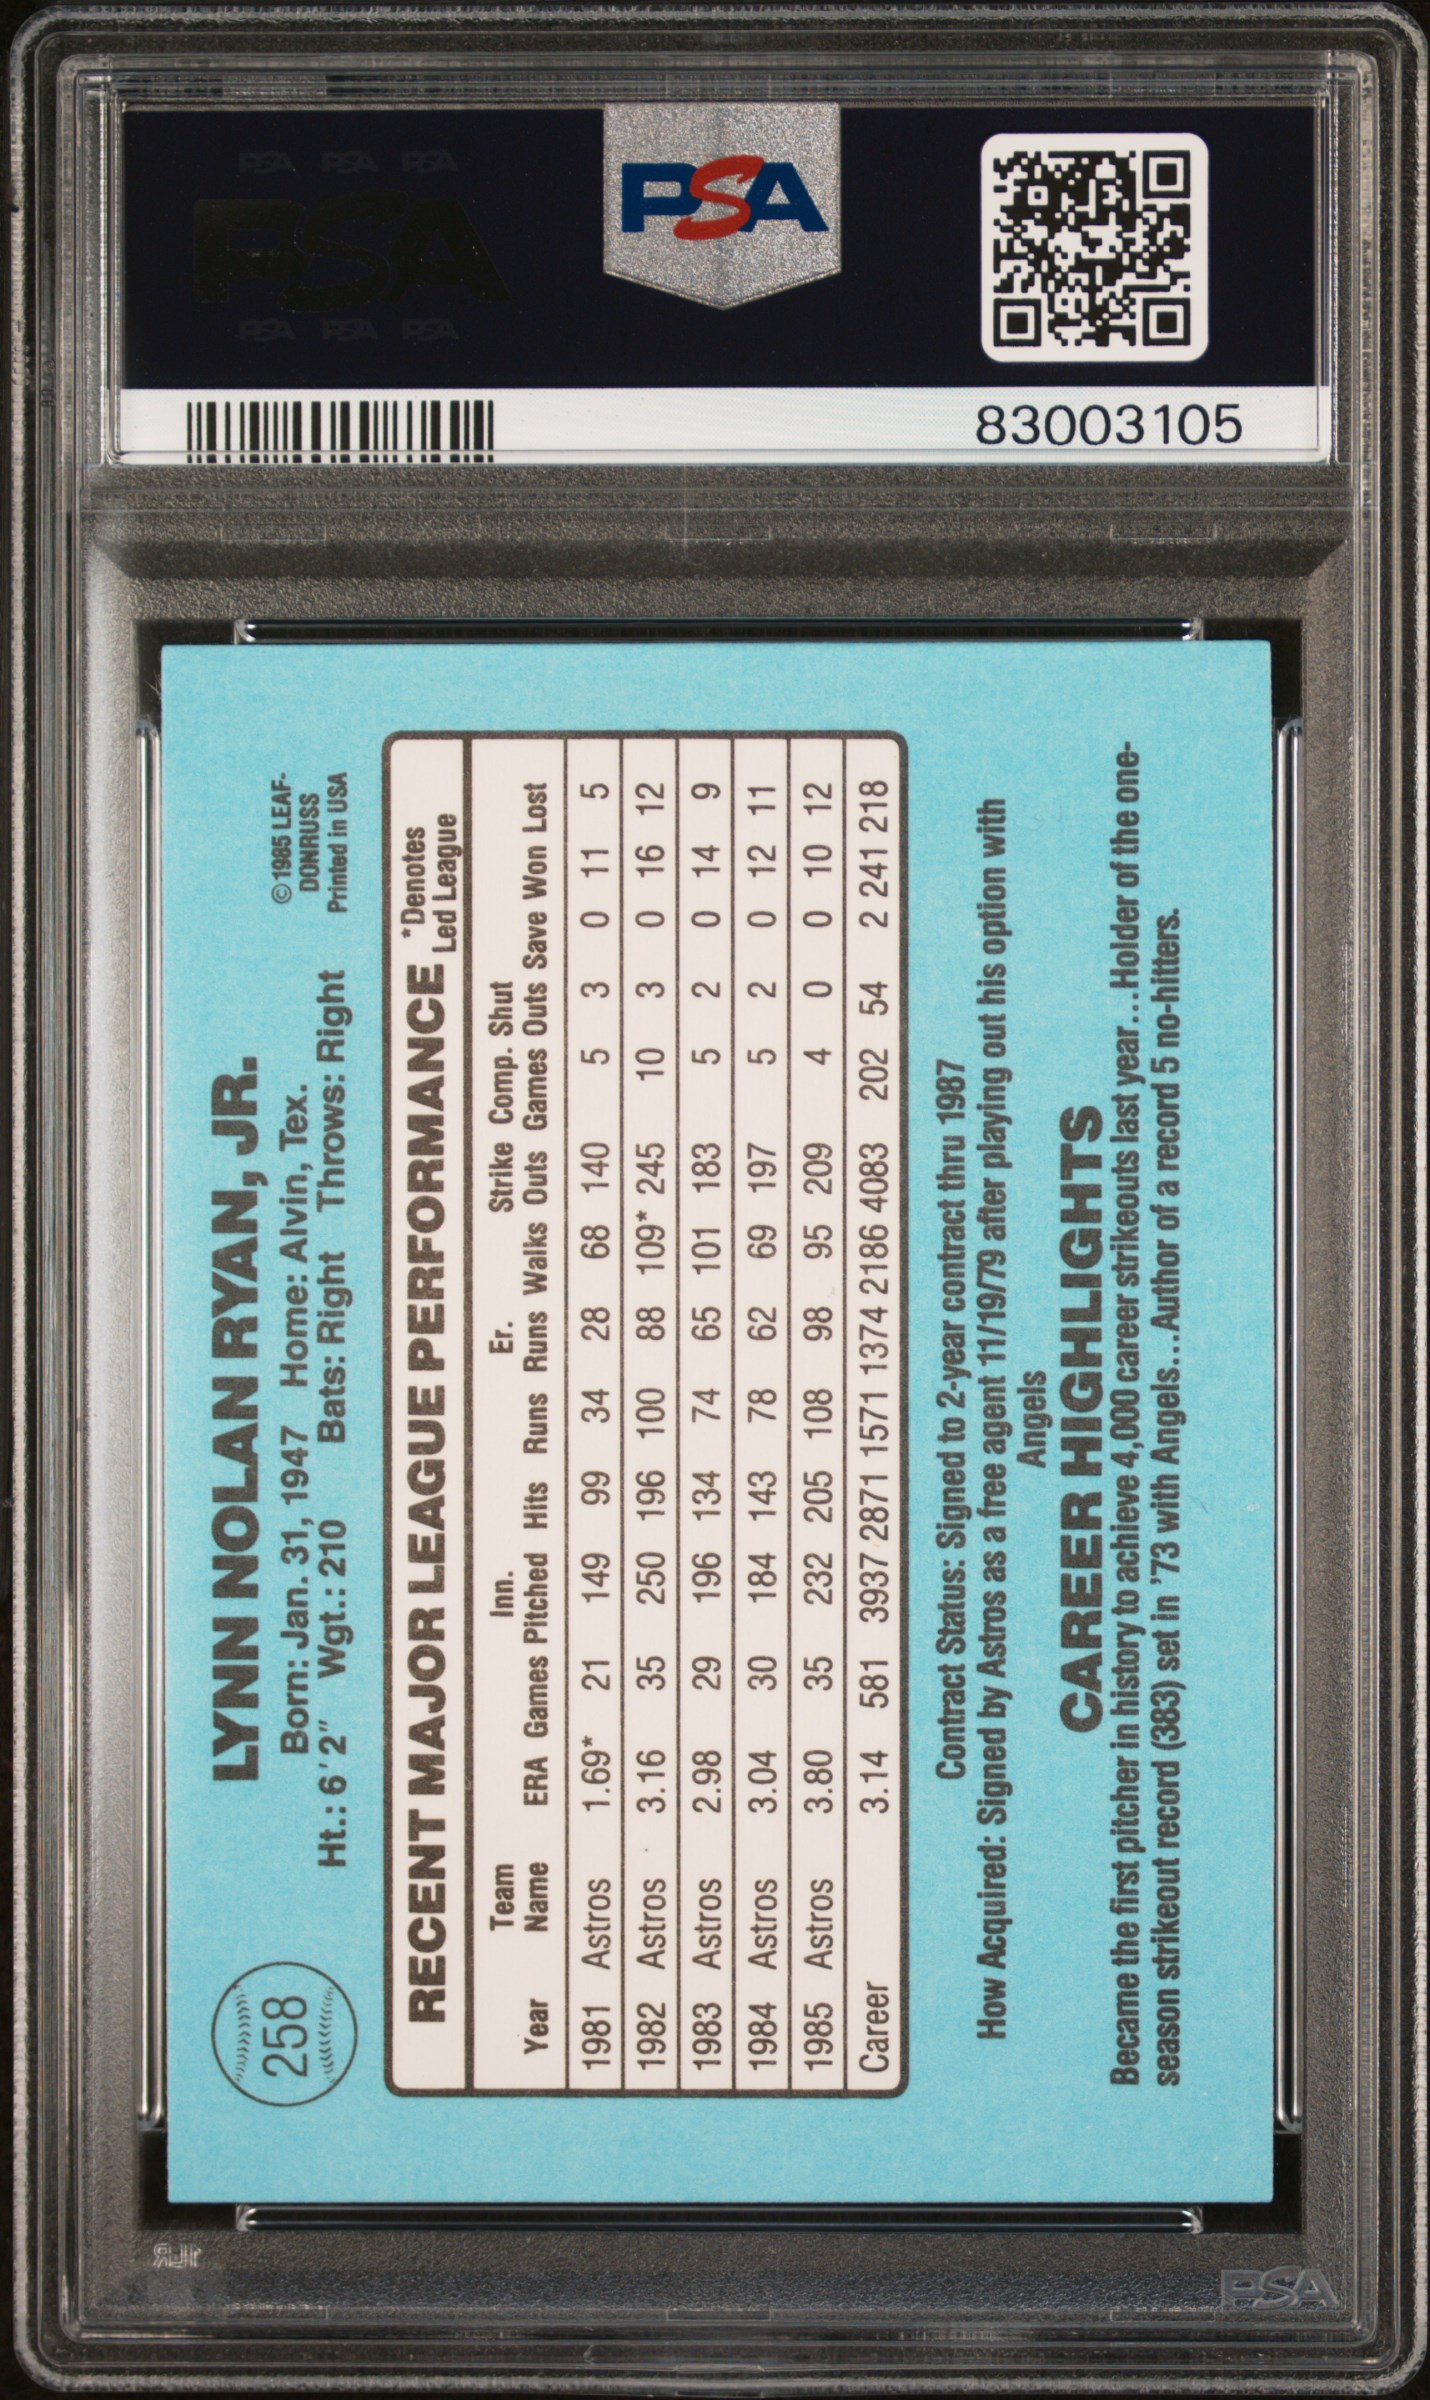 PSA PSA PSA
PSA
PSA PSA PSA
PSA
83003105
258
LYNN NOLAN RYAN, JR.
Born: Jan. 31, 1947 Home: Alvin, Tex.
Ht.: 6'2" Wgt.: 210 Bats: Right Throws: Right
© 1985 LEAF-
DONRUSS
Printed in USA
RECENT MAJOR LEAGUE PERFORMANCE
*Denotes
Led League
Team Inn. Er. Strike Comp. Shut
Year Name ERA Games Pitched Hits Runs Runs Walks Outs Games Outs Save Won Lost
1981 Astros 1.69* 21 149 99 34 28 68 140 5 3 0 11 5
1982 Astros 3.16 35 250 196 100 88 109* 245 10 3 0 16 12
1983 Astros 2.98 29 196 134 74 65 101 183 5 2 0 14 9
1984 Astros 3.04 30 184 143 78 62 69 197 5 2 0 12 11
1985 Astros 3.80 35 232 205 108 98 95 209 4 0 0 10 12
Career 3.14 581 3937 2871 1571 1374 2186 4083 202 54 2 241 218
Contract Status: Signed to 2-year contract thru 1987
How Acquired: Signed by Astros as a free agent 11/19/79 after playing out his option with
Angels
CAREER HIGHLIGHTS
Became the first pitcher in history to achieve 4,000 career strikeouts last year...Holder of the one-
season strikeout record (383) set in '73 with Angels...Author of a record 5 no-hitters.
PSA